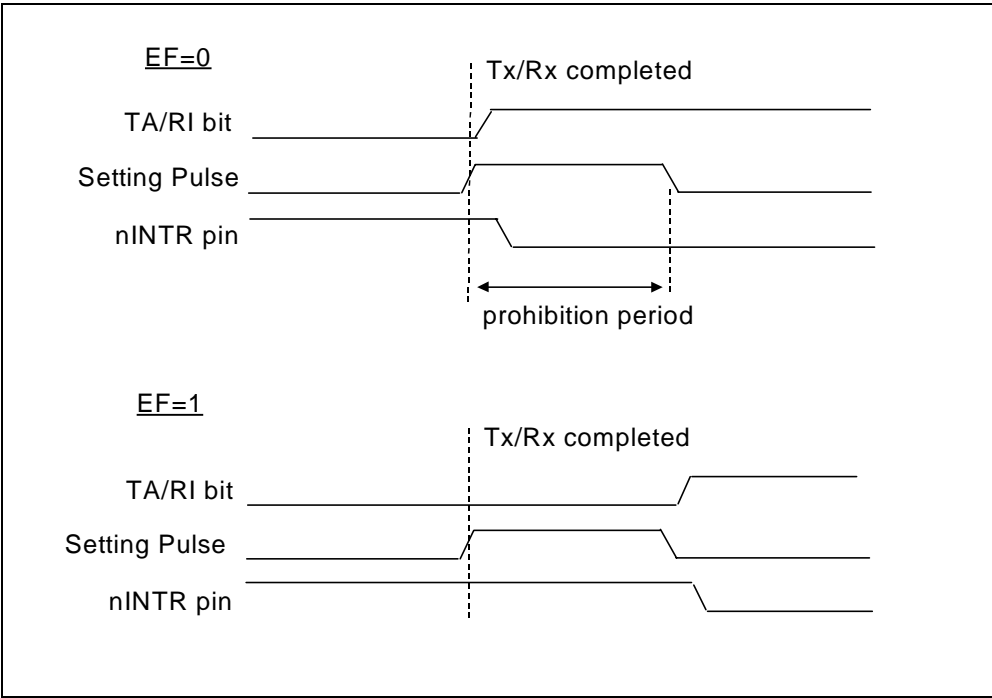 EF=0
Tx/Rx completed
TA/RI bit
Setting Pulse
nINTR pin
prohibition period
EF=1
Tx/Rx completed
TA/RI bit
Setting Pulse
nINTR pin